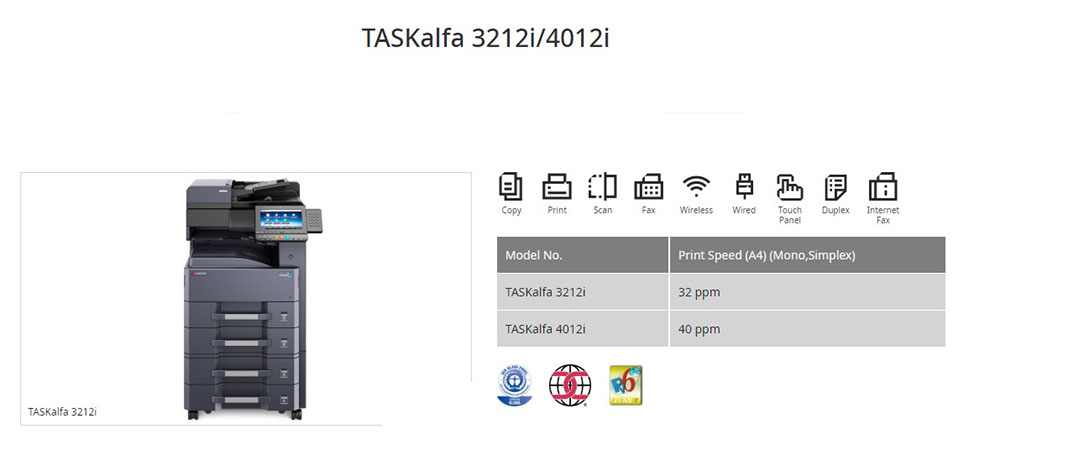 TASKalfa 3212i/4012i
Copy
Print
Scan
Fax
Wireless
Wired
Touch
Panel
Duplex
Internet
Fax
Model No.
Print Speed (A4) (Mono,Simplex)
TASKalfa 3212i
32 ppm
TASKalfa 4012i
40 ppm
R6
TASKalfa 3212i